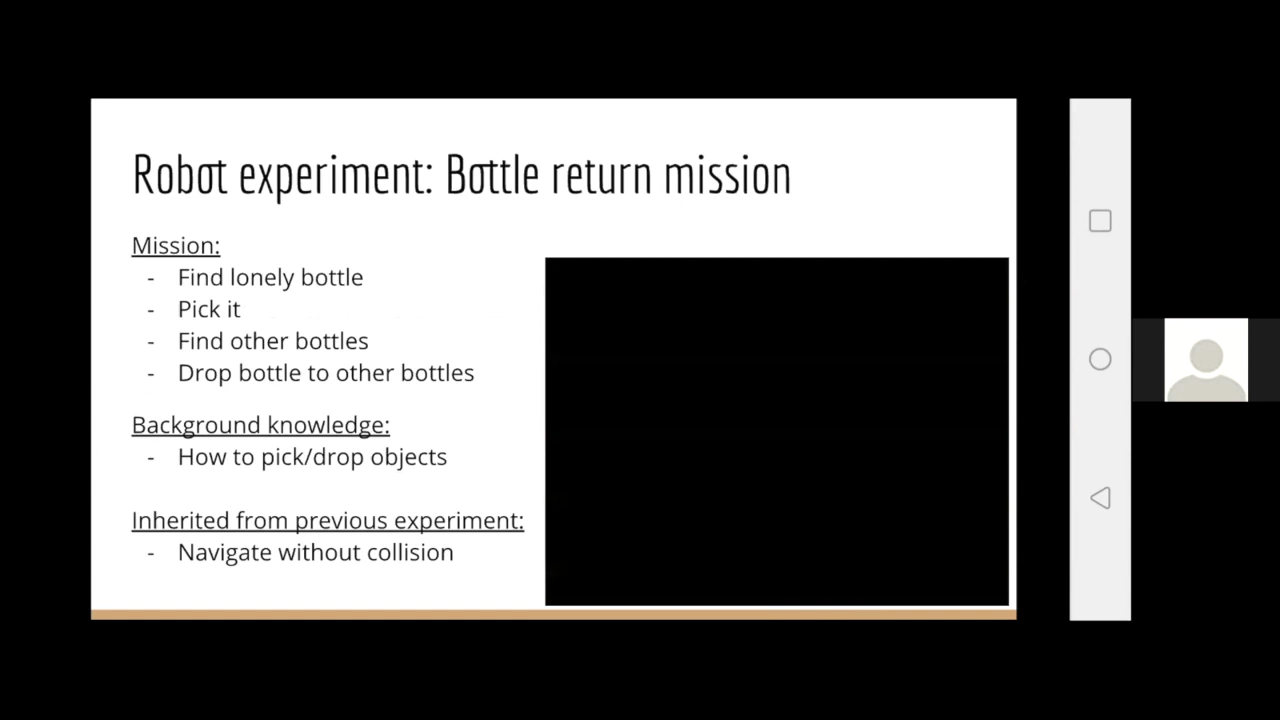 Robot experiment: Bottle return mission
Mission:
- Find lonely bottle
- Pick it
- Find other bottles
- Drop bottle to other bottles
Background knowledge:
- How to pick/drop objects
Inherited from previous experiment:
- Navigate without collision